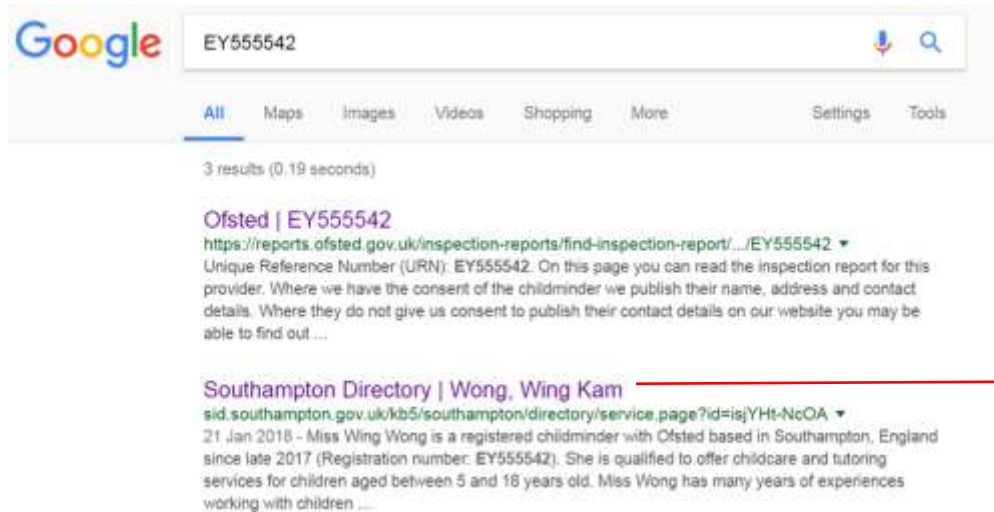 Google
EY555542
All Maps Images Videos Shopping More Settings Tools
3 results (0.19 seconds)
Ofsted | EY555542
https://reports.ofsted.gov.uk/inspection-reports/find-inspection-report/.../EY555542 ▼
Unique Reference Number (URN): EY555542. On this page you can read the inspection report for this
provider. Where we have the consent of the childminder we publish their name, address and contact
details. Where they do not give us consent to publish their contact details on our website you may be
able to find out ...
Southampton Directory | Wong, Wing Kam
sid.southampton.gov.uk/kb5/southampton/directory/service.page?id=isjYHt-NcOA ▼
21 Jan 2018 - Miss Wing Wong is a registered childminder with Ofsted based in Southampton, England
since late 2017 (Registration number: EY555542). She is qualified to offer childcare and tutoring
services for children aged between 5 and 18 years old. Miss Wong has many years of experiences
working with children ...